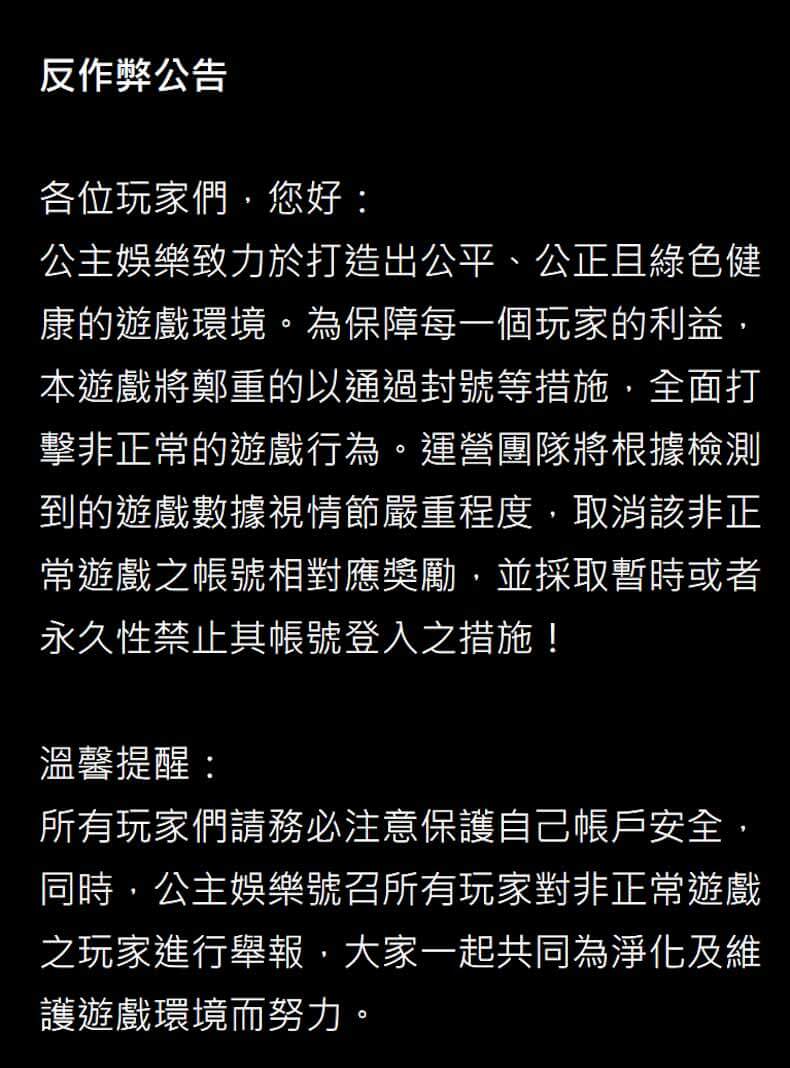 反作弊公告
各位玩家們，您好：
公主娛樂致力於打造出公平、公正且綠色健
康的遊戲環境。為保障每一個玩家的利益，
本遊戲將鄭重的以通過封號等措施，全面打
擊非正常的遊戲行為。運營團隊將根據檢測
到的遊戲數據視情節嚴重程度，取消該非正
常遊戲之帳號相對應獎勵，並採取暫時或者
永久性禁止其帳號登入之措施！
溫馨提醒：
所有玩家們請務必注意保護自己帳戶安全，
同時，公主娛樂號召所有玩家對非正常遊戲
之玩家進行舉報，大家一起共同為淨化及維
護遊戲環境而努力。